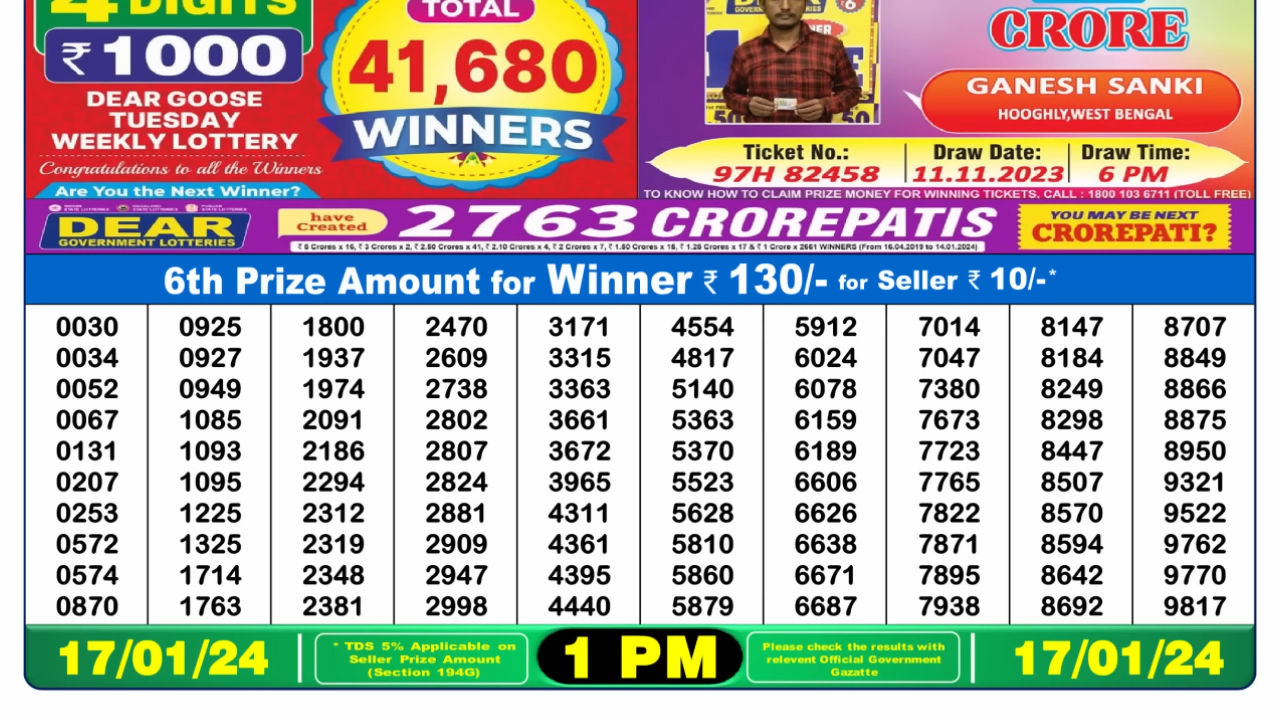 4 DIGITS
₹ 1000
DEAR GOOSE
TUESDAY
WEEKLY LOTTERY
Congratulations to all the Winners
Are You the Next Winner?
TOTAL
41,680
WINNERS
50
50
CRORE
GANESH SANKI
HOOGHLY,WEST BENGAL
Ticket No.: Draw Date: Draw Time:
97H 82458 11.11.2023 6 PM
TO KNOW HOW TO CLAIM PRIZE MONEY FOR WINNING TICKETS, CALL : 1800 103 6711 (TOLL FREE)
DEAR
GOVERNMENT LOTTERIES
have
Created
2763 CROREPATIS
YOU MAY BE NEXT
CROREPATI?
6th Prize Amount for Winner ₹ 130/- for Seller ₹ 10/-*
0030 0925 1800 2470 3171 4554 5912 7014 8147 8707
0034 0927 1937 2609 3315 4817 6024 7047 8184 8849
0052 0949 1974 2738 3363 5140 6078 7380 8249 8866
0067 1085 2091 2802 3661 5363 6159 7673 8298 8875
0131 1093 2186 2807 3672 5370 6189 7723 8447 8950
0207 1095 2294 2824 3965 5523 6606 7765 8507 9321
0253 1225 2312 2881 4311 5628 6626 7822 8570 9522
0572 1325 2319 2909 4361 5810 6638 7871 8594 9762
0574 1714 2348 2947 4395 5860 6671 7895 8642 9770
0870 1763 2381 2998 4440 5879 6687 7938 8692 9817
17/01/24
* TDS 5% Applicable on
Seller Prize Amount
(Section 194G)
1 PM
Please check the results with
relevent Official Government
Gazatte
17/01/24